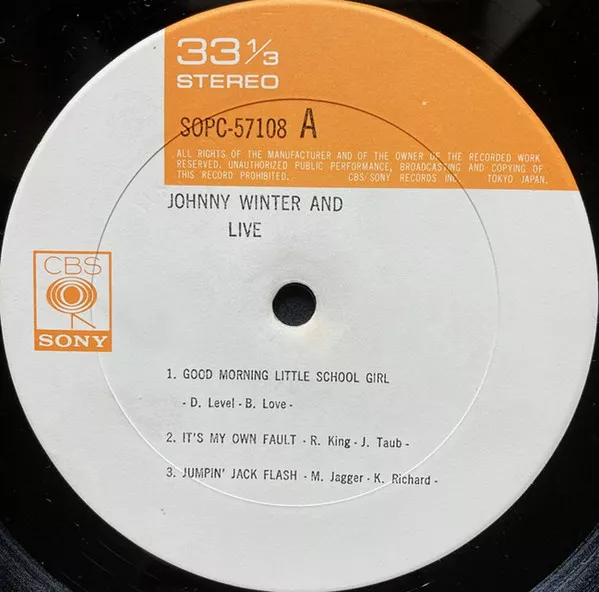 33 1/3
STEREO
SOPC-57108 A
ALL RIGHTS OF THE MANUFACTURER AND OF THE OWNER OF THE RECORDED WORK
RESERVED. UNAUTHORIZED PUBLIC PERFORMANCE, BROADCASTING AND COPYING OF
THIS RECORD PROHIBITED. CBS/SONY RECORDS INC. TOKYO JAPAN.
JOHNNY WINTER AND
LIVE
CBS
SONY
1. GOOD MORNING LITTLE SCHOOL GIRL
- D. Level - B. Love -
2. IT'S MY OWN FAULT - R. King - J. Taub -
3. JUMPIN' JACK FLASH - M. Jagger - K. Richard -